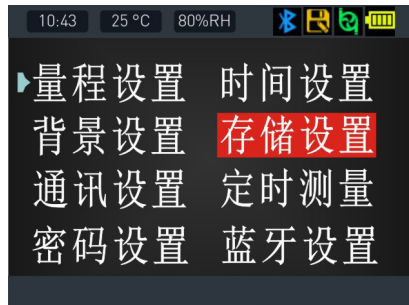 10:43 25 °C 80%RH
量程设置 时间设置
背景设置 存储设置
通讯设置 定时测量
密码设置 蓝牙设置